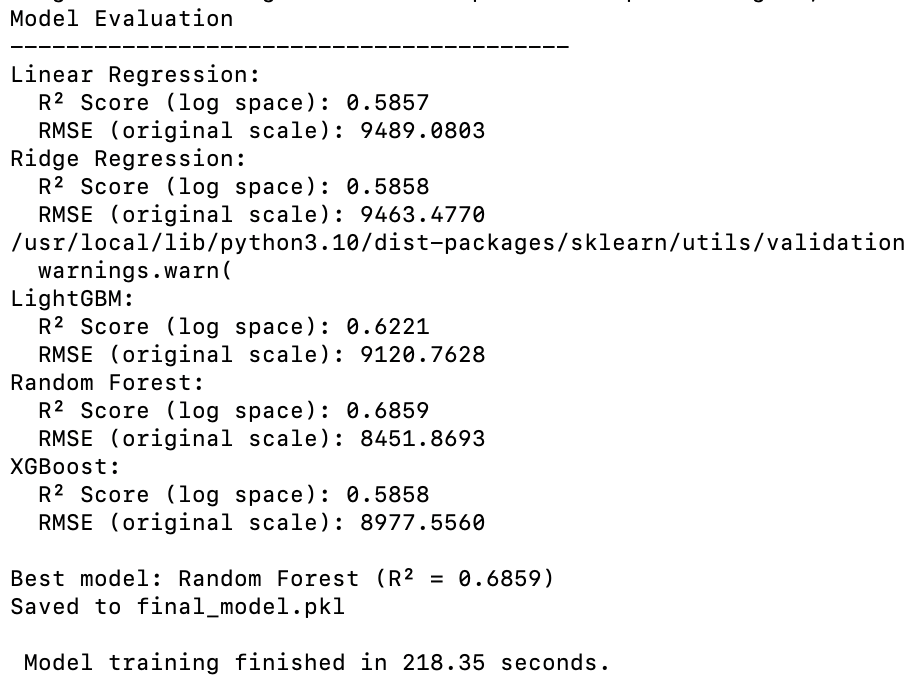 Model Evaluation
----------------------------------------
Linear Regression:
  R² Score (log space): 0.5857
  RMSE (original scale): 9489.0803
Ridge Regression:
  R² Score (log space): 0.5858
  RMSE (original scale): 9463.4770
/usr/local/lib/python3.10/dist-packages/sklearn/utils/validation
  warnings.warn(
LightGBM:
  R² Score (log space): 0.6221
  RMSE (original scale): 9120.7628
Random Forest:
  R² Score (log space): 0.6859
  RMSE (original scale): 8451.8693
XGBoost:
  R² Score (log space): 0.5858
  RMSE (original scale): 8977.5560

Best model: Random Forest (R² = 0.6859)
Saved to final_model.pkl

 Model training finished in 218.35 seconds.